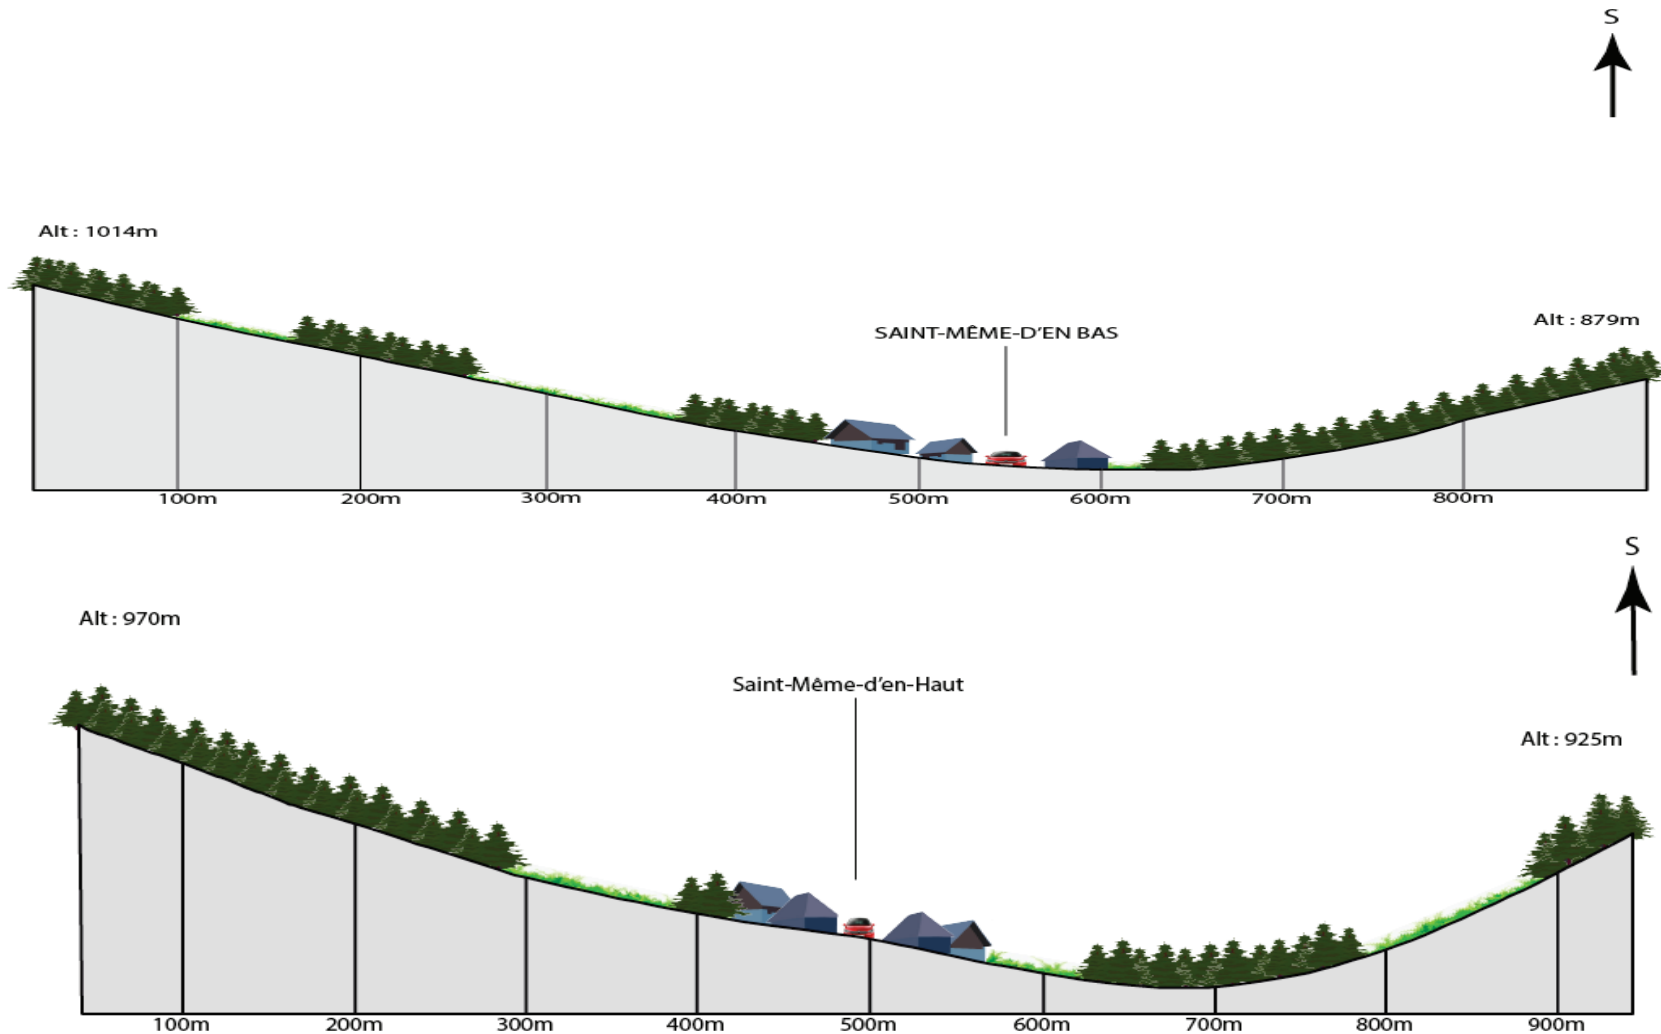 S
Alt : 1014m
Alt : 879m
SAINT-MÊME-D'EN BAS
100m 200m 300m 400m 500m 600m 700m 800m
S
Alt : 970m
Saint-Même-d'en-Haut
Alt : 925m
100m 200m 300m 400m 500m 600m 700m 800m 900m